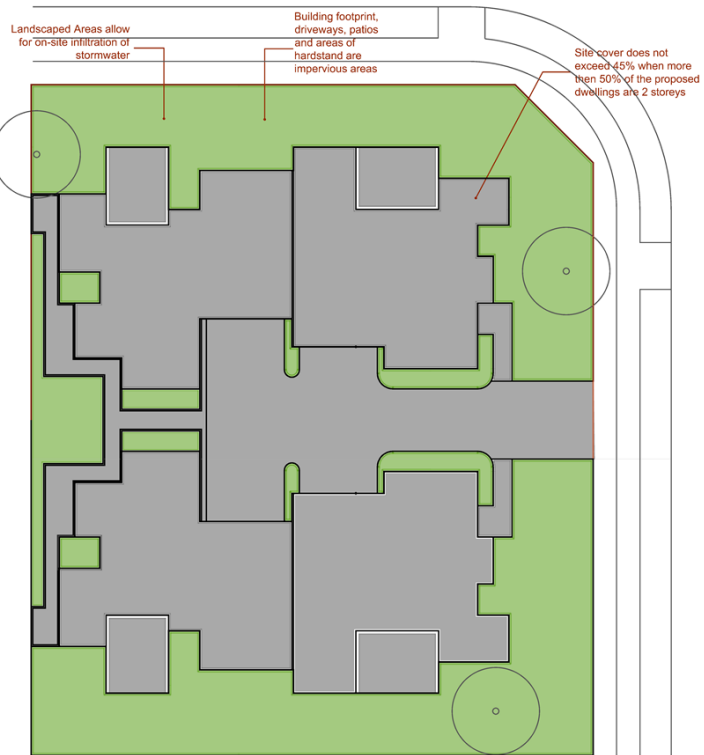 Landscaped Areas allow
for on-site infiltration of
stormwater
Building footprint,
driveways, patios
and areas of
hardstand are
impervious areas
Site cover does not
exceed 45% when more
then 50% of the proposed
dwellings are 2 storeys